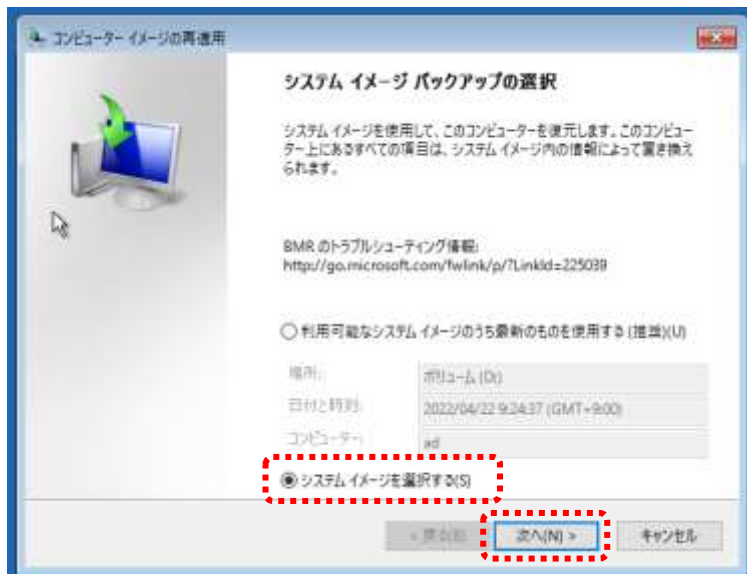 コンピューター イメージの再適用
システム イメージ バックアップの選択
システム イメージを使用して、このコンピューターを復元します。このコンピュー
ター上にあるすべての項目は、システム イメージ内の情報によって置き換え
られます。
BMR のトラブルシューティング情報:
http://go.microsoft.com/fwlink/p/?LinkId=225039
利用可能なシステム イメージのうち最新のものを使用する (推奨)(U)
場所:
ボリューム (D:)
日付と時刻:
2022/04/22 9:24:37 (GMT+9:00)
コンピューター:
ad
システム イメージを選択する(S)
< 戻る(B)
次へ(N) >
キャンセル